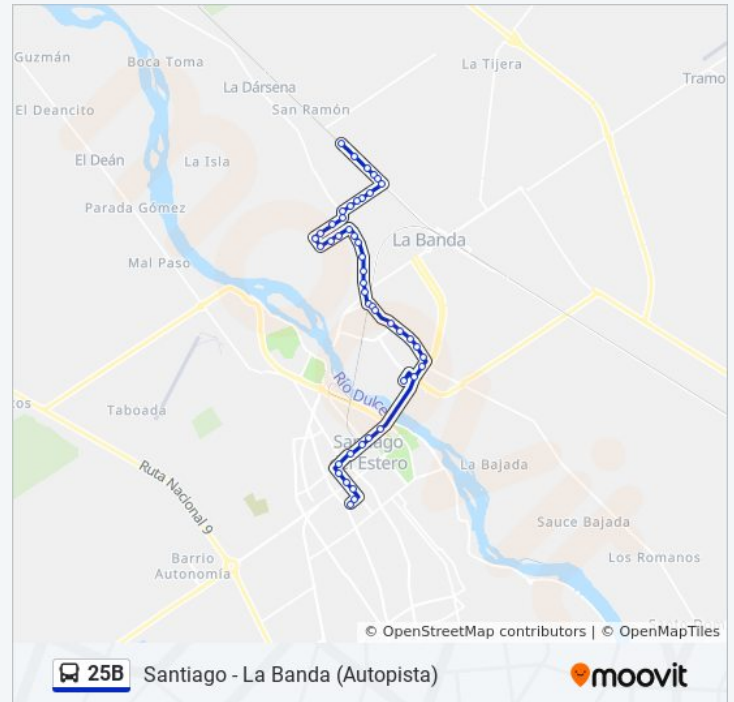 Guzmán
Boca Toma
La Tijera
La Dársena
Tramo
El Deancito
San Ramón
El Deán
La Isla
Parada Gómez
La Banda
Mal Paso
Río Dulce
Taboada
Santiago
Estero
La Bajada
Ruta Nacional 9
Sauce Bajada
Barrio
Autonomía
Los Romanos
© OpenStreetMap contributors | © OpenMapTiles
25B Santiago - La Banda (Autopista) moovit